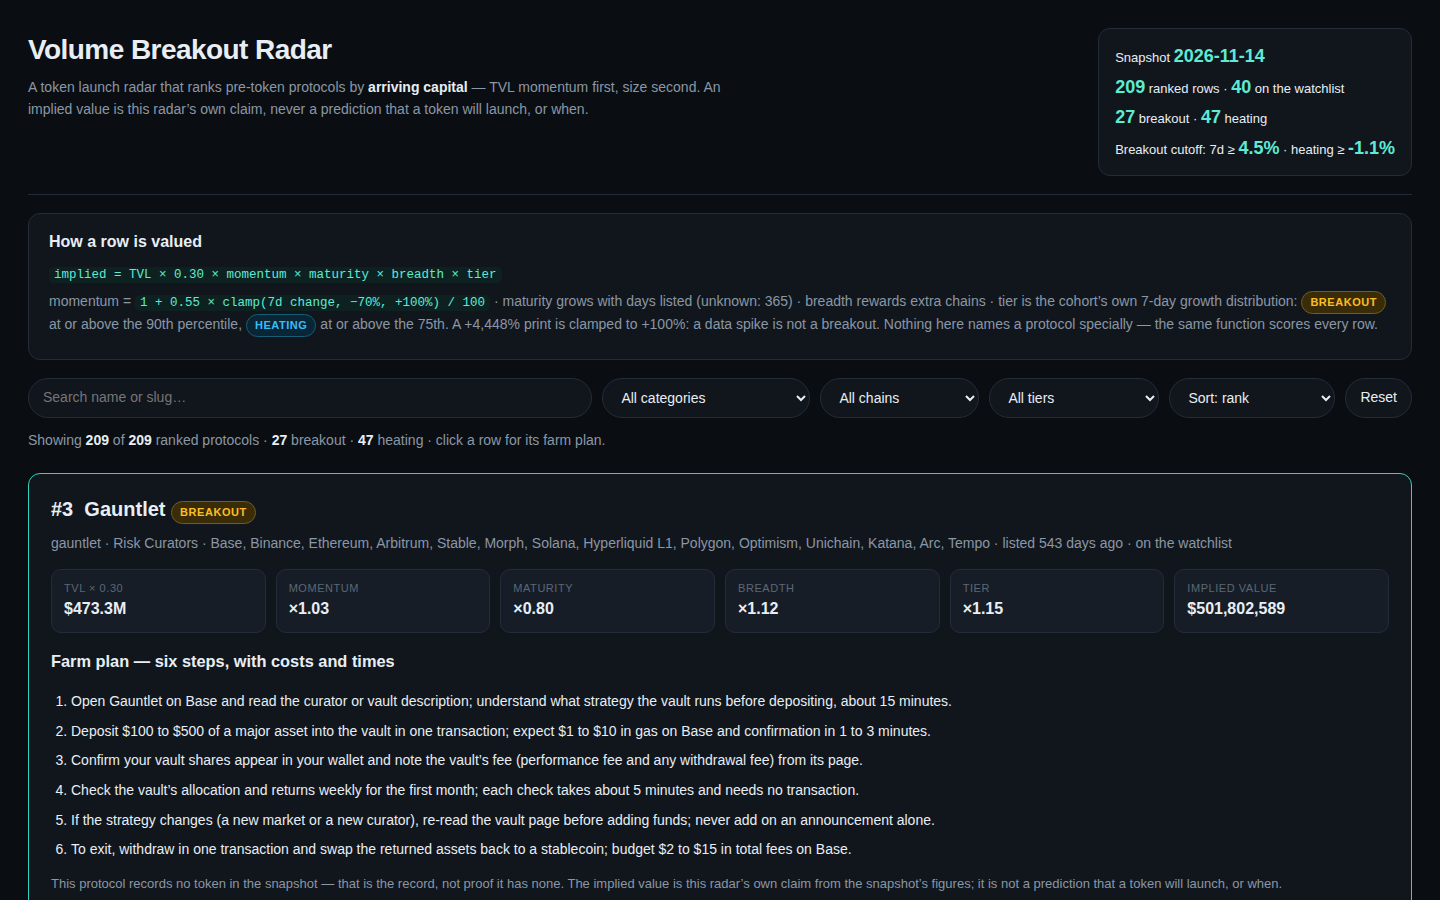 Volume Breakout Radar
A token launch radar that ranks pre-token protocols by arriving capital — TVL momentum first, size second. An
implied value is this radar’s own claim, never a prediction that a token will launch, or when.
Snapshot 2026-11-14
209 ranked rows · 40 on the watchlist
27 breakout · 47 heating
Breakout cutoff: 7d ≥ 4.5% · heating ≥ -1.1%
How a row is valued
implied = TVL × 0.30 × momentum × maturity × breadth × tier
momentum = 1 + 0.55 × clamp(7d change, −70%, +100%) / 100 · maturity grows with days listed (unknown: 365) · breadth rewards extra chains · tier is the cohort’s own 7-day growth distribution: BREAKOUT
at or above the 90th percentile, HEATING at or above the 75th. A +4,448% print is clamped to +100%: a data spike is not a breakout. Nothing here names a protocol specially — the same function scores every row.
Search name or slug…
All categories
All chains
All tiers
Sort: rank
Reset
Showing 209 of 209 ranked protocols · 27 breakout · 47 heating · click a row for its farm plan.
#3 Gauntlet BREAKOUT
gauntlet · Risk Curators · Base, Binance, Ethereum, Arbitrum, Stable, Morph, Solana, Hyperliquid L1, Polygon, Optimism, Unichain, Katana, Arc, Tempo · listed 543 days ago · on the watchlist
TVL × 0.30
$473.3M
MOMENTUM
×1.03
MATURITY
×0.80
BREADTH
×1.12
TIER
×1.15
IMPLIED VALUE
$501,802,589
Farm plan — six steps, with costs and times
1. Open Gauntlet on Base and read the curator or vault description; understand what strategy the vault runs before depositing, about 15 minutes.
2. Deposit $100 to $500 of a major asset into the vault in one transaction; expect $1 to $10 in gas on Base and confirmation in 1 to 3 minutes.
3. Confirm your vault shares appear in your wallet and note the vault’s fee (performance fee and any withdrawal fee) from its page.
4. Check the vault’s allocation and returns weekly for the first month; each check takes about 5 minutes and needs no transaction.
5. If the strategy changes (a new market or a new curator), re-read the vault page before adding funds; never add on an announcement alone.
6. To exit, withdraw in one transaction and swap the returned assets back to a stablecoin; budget $2 to $15 in total fees on Base.
This protocol records no token in the snapshot — that is the record, not proof it has none. The implied value is this radar’s own claim from the snapshot’s figures; it is not a prediction that a token will launch, or when.